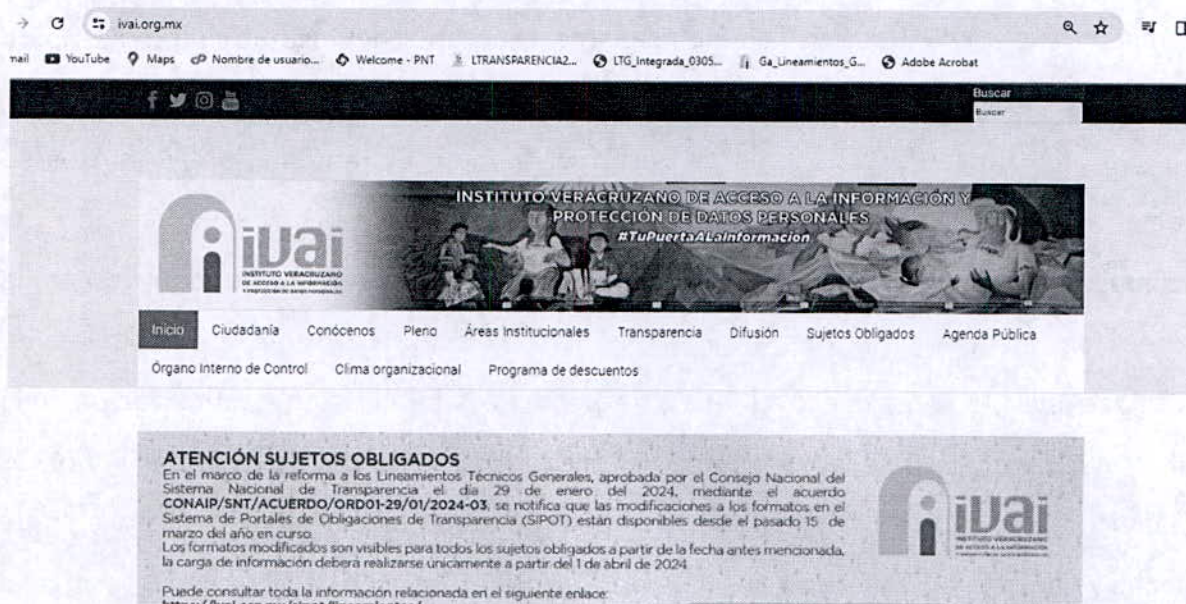 ivai.org.mx
mail YouTube Maps Nombre de usuario... Welcome - PNT LTRANSPARENCIA2... LTG_Integrada_0305... Ga_Lineamientos_G... Adobe Acrobat
Buscar
Buscar
INSTITUTO VERACRUZANO DE ACCESO A LA INFORMACIÓN Y
PROTECCIÓN DE DATOS PERSONALES
#TuPuertaALaInformacion
ivai
INSTITUTO VERACRUZANO
DE ACCESO A LA INFORMACIÓN
Y PROTECCIÓN DE DATOS PERSONALES
Inicio Ciudadanía Conócenos Pleno Áreas Institucionales Transparencia Difusión Sujetos Obligados Agenda Pública
Órgano Interno de Control Clima organizacional Programa de descuentos
ATENCIÓN SUJETOS OBLIGADOS
En el marco de la reforma a los Lineamientos Técnicos Generales, aprobada por el Consejo Nacional del
Sistema Nacional de Transparencia el día 29 de enero del 2024, mediante el acuerdo
CONAIP/SNT/ACUERDO/ORD01-29/01/2024-03, se notifica que las modificaciones a los formatos en el
Sistema de Portales de Obligaciones de Transparencia (SIPOT) están disponibles desde el pasado 15 de
marzo del año en curso.
Los formatos modificados son visibles para todos los sujetos obligados a partir de la fecha antes mencionada,
la carga de información deberá realizarse únicamente a partir del 1 de abril de 2024
Puede consultar toda la información relacionada en el siguiente enlace:
ivai
INSTITUTO VERACRUZANO
DE ACCESO A LA INFORMACIÓN